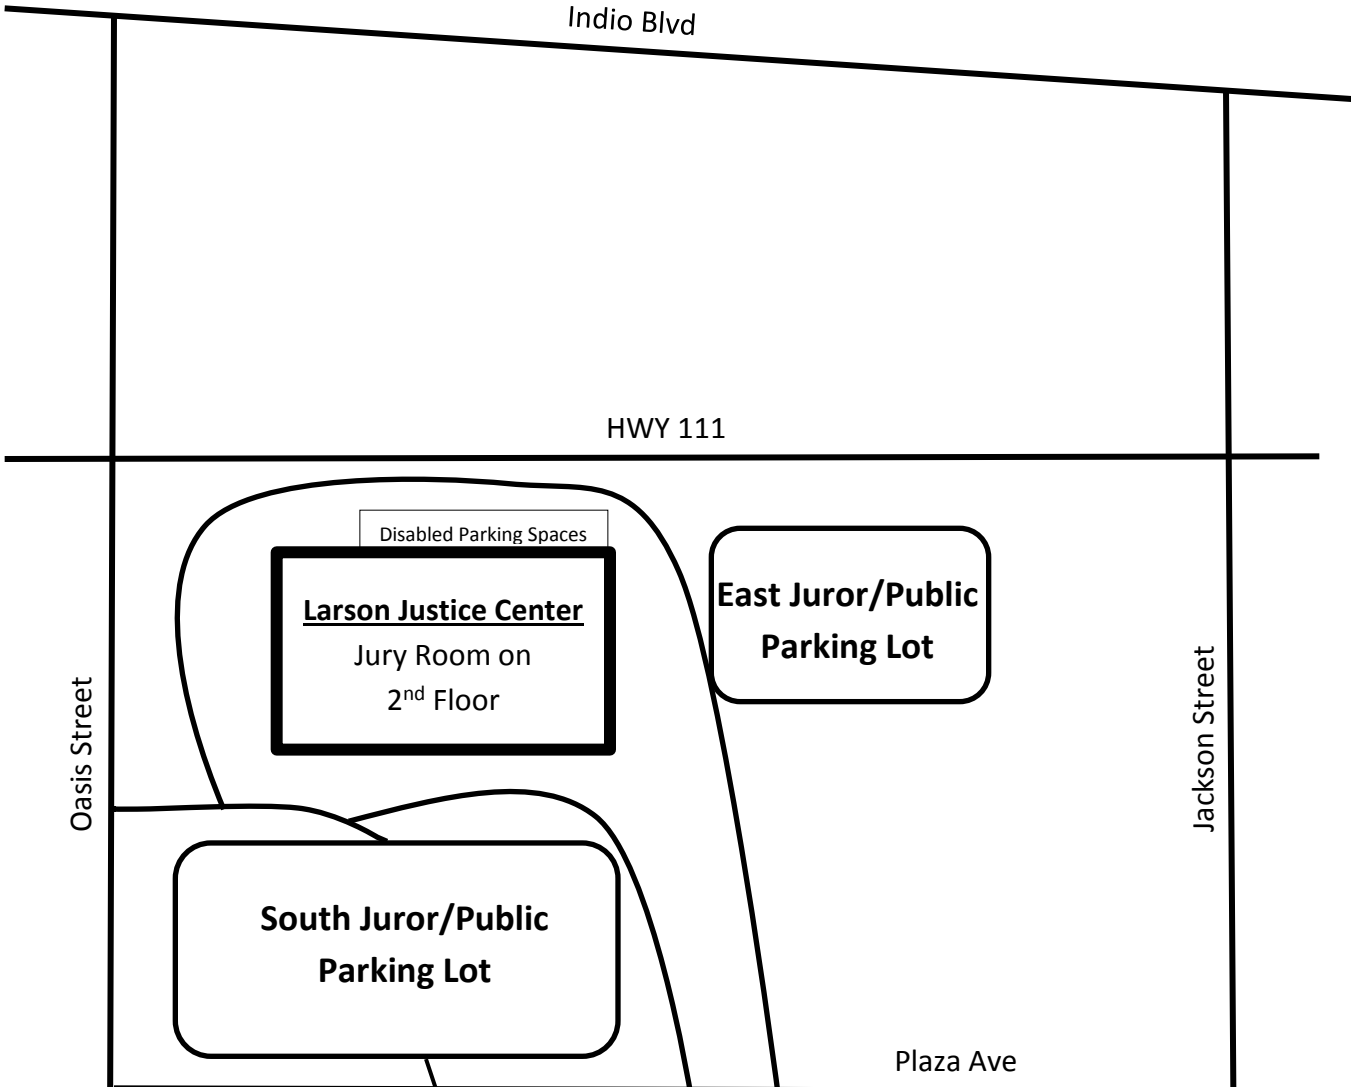 Indio Blvd
HWY 111
Disabled Parking Spaces
Larson Justice Center
Jury Room on
2nd Floor
East Juror/Public
Parking Lot
Oasis Street
Jackson Street
South Juror/Public
Parking Lot
Plaza Ave